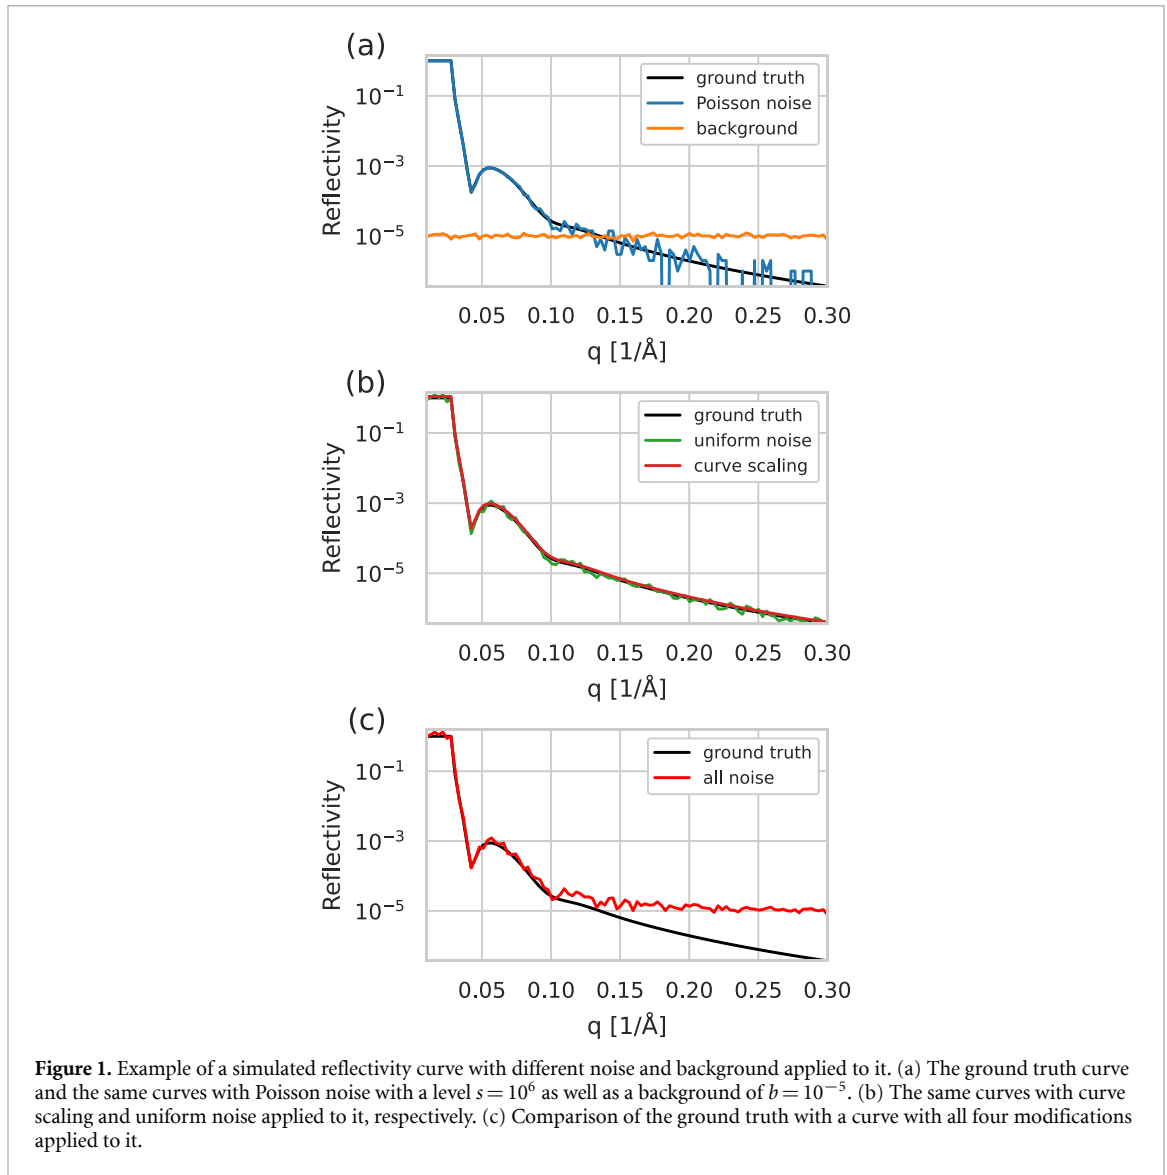 (a)
Reflectivity
10⁻¹
10⁻³
10⁻⁵
ground truth
Poisson noise
background
0.05 0.10 0.15 0.20 0.25 0.30
q [1/Å]
(b)
Reflectivity
10⁻¹
10⁻³
10⁻⁵
ground truth
uniform noise
curve scaling
0.05 0.10 0.15 0.20 0.25 0.30
q [1/Å]
(c)
Reflectivity
10⁻¹
10⁻³
10⁻⁵
ground truth
all noise
0.05 0.10 0.15 0.20 0.25 0.30
q [1/Å]
Figure 1. Example of a simulated reflectivity curve with different noise and background applied to it. (a) The ground truth curve
and the same curves with Poisson noise with a level s = 10⁶ as well as a background of b = 10⁻⁵. (b) The same curves with curve
scaling and uniform noise applied to it, respectively. (c) Comparison of the ground truth with a curve with all four modifications
applied to it.